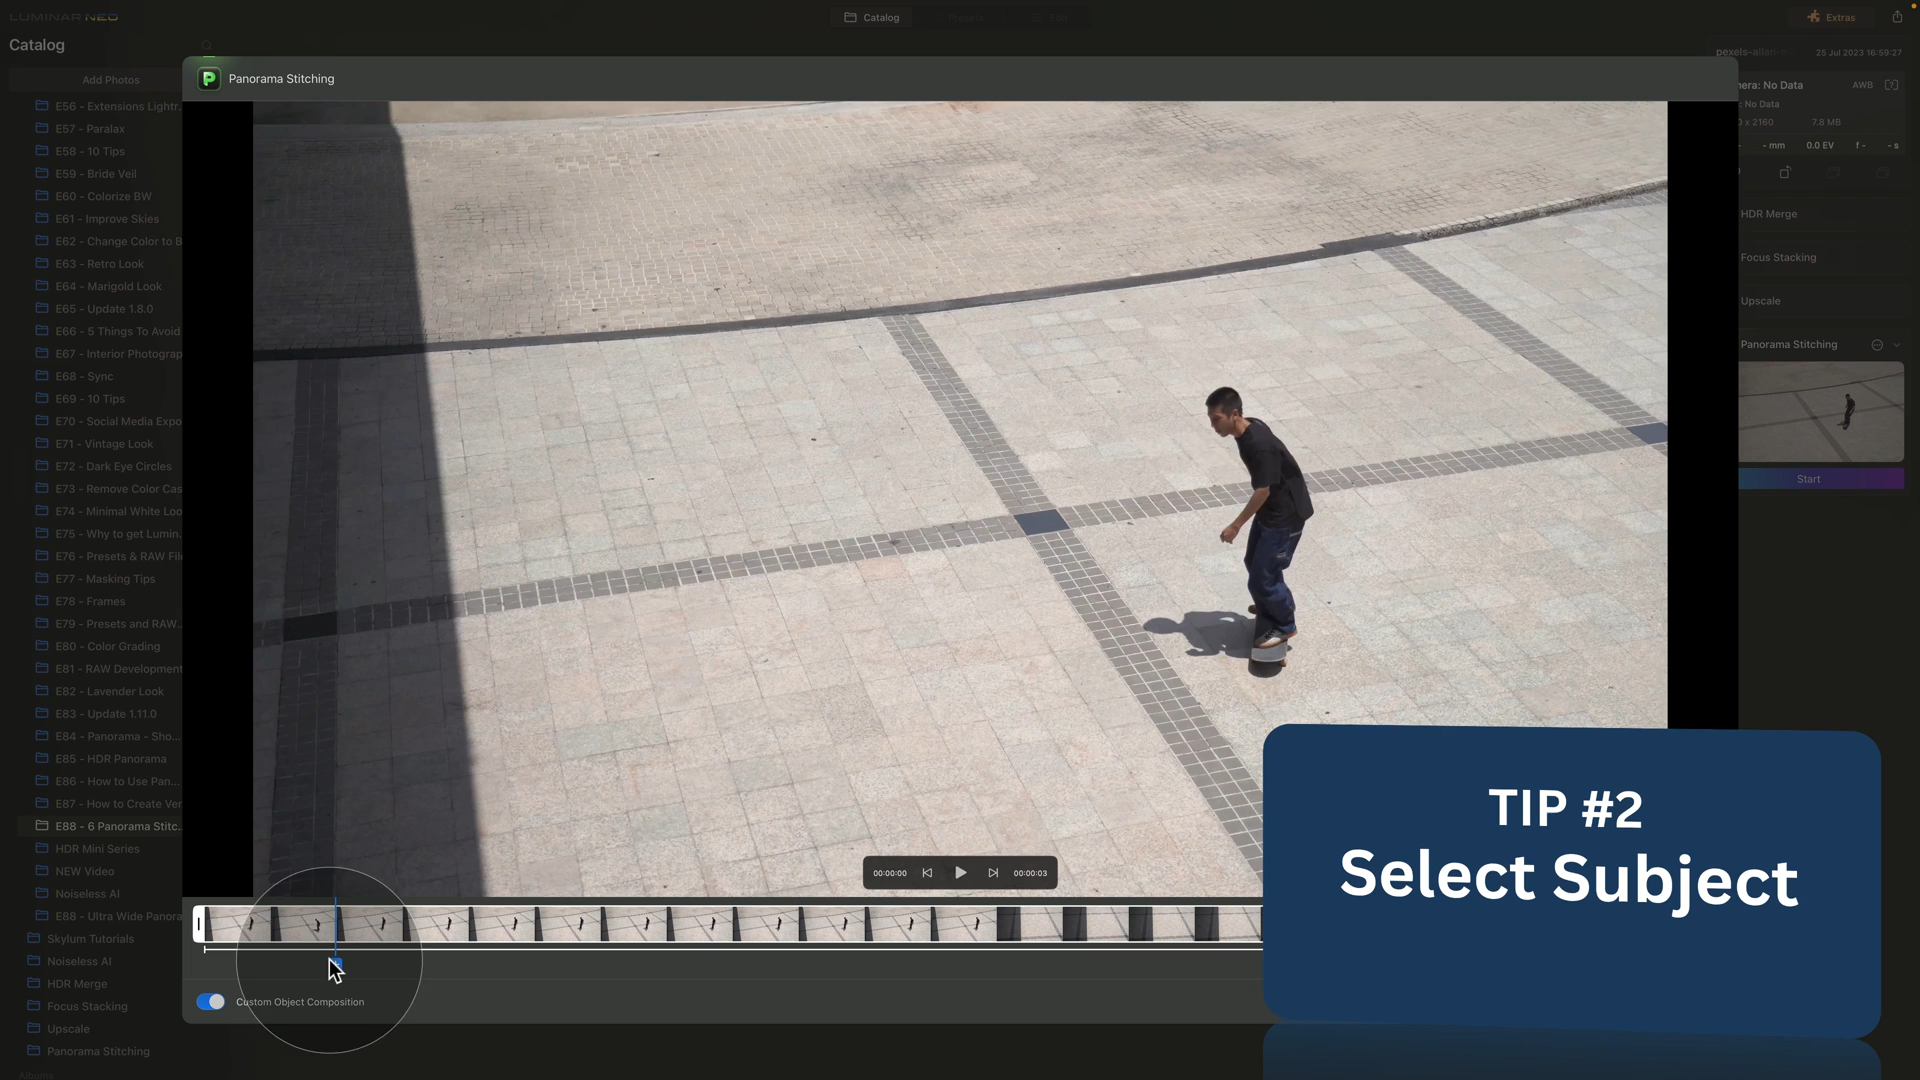 LUMINAR NEO
Catalog
Presets
Edit
Extras
Catalog
Add Photos
E56 - Extensions Lightr.
E57 - Paralax
E58 - 10 Tips
E59 - Bride Veil
E60 - Colorize BW
E61 - Improve Skies
E62 - Change Color to B
E63 - Retro Look
E64 - Marigold Look
E65 - Update 1.8.0
E66 - 5 Things To Avoid
E67 - Interior Photograp
E68 - Sync
E69 - 10 Tips
E70 - Social Media Expo
E71 - Vintage Look
E72 - Dark Eye Circles
E73 - Remove Color Cas
E74 - Minimal White Loo
E75 - Why to get Lumin.
E76 - Presets & RAW File
E77 - Masking Tips
E78 - Frames
E79 - Presets and RAW...
E80 - Color Grading
E81 - RAW Development
E82 - Lavender Look
E83 - Update 1.11.0
E84 - Panorama - Sho...
E85 - HDR Panorama
E86 - How to Use Pan...
E87 - How to Create Ver
E88 - 6 Panorama Stitc..
HDR Mini Series
NEW Video
Noiseless AI
E88 - Ultra Wide Panora
Skylum Tutorials
Noiseless AI
HDR Merge
Focus Stacking
Upscale
Panorama Stitching
Albums
Panorama Stitching
00:00:00
00:00:03
Custom Object Composition
TIP #2
Select Subject
25 Jul 2023 16:59:27
nera: No Data
AWB
: No Data
x 2160
7.8 MB
- mm
0.0 EV
f -
- s
HDR Merge
Focus Stacking
Upscale
Panorama Stitching
Start